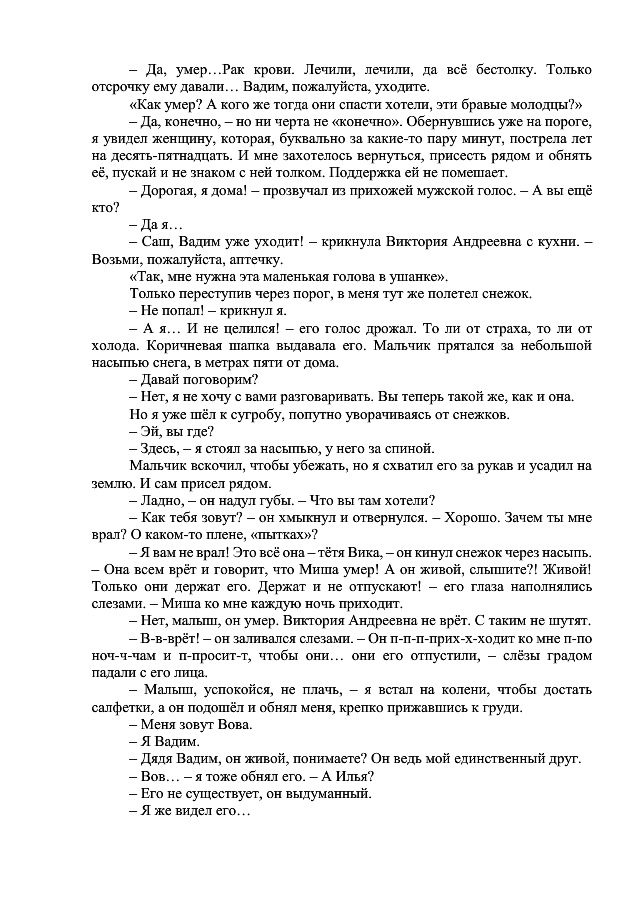 – Да, умер…Рак крови. Лечили, лечили, да всё бестолку. Только
отсрочку ему давали… Вадим, пожалуйста, уходите.
«Как умер? А кого же тогда они спасти хотели, эти бравые молодцы?»
– Да, конечно, – но ни черта не «конечно». Обернувшись уже на пороге,
я увидел женщину, которая, буквально за какие-то пару минут, пострела лет
на десять-пятнадцать. И мне захотелось вернуться, присесть рядом и обнять
её, пускай и не знаком с ней толком. Поддержка ей не помешает.
– Дорогая, я дома! – прозвучал из прихожей мужской голос. – А вы ещё
кто?
– Да я…
– Саш, Вадим уже уходит! – крикнула Виктория Андреевна с кухни. –
Возьми, пожалуйста, аптечку.
«Так, мне нужна эта маленькая голова в ушанке».
Только переступив через порог, в меня тут же полетел снежок.
– Не попал! – крикнул я.
– А я… И не целился! – его голос дрожал. То ли от страха, то ли от
холода. Коричневая шапка выдавала его. Мальчик прятался за небольшой
насыпью снега, в метрах пяти от дома.
– Давай поговорим?
– Нет, я не хочу с вами разговаривать. Вы теперь такой же, как и она.
Но я уже шёл к сугробу, попутно уворачиваясь от снежков.
– Эй, вы где?
– Здесь, – я стоял за насыпью, у него за спиной.
Мальчик вскочил, чтобы убежать, но я схватил его за рукав и усадил на
землю. И сам присел рядом.
– Ладно, – он надул губы. – Что вы там хотели?
– Как тебя зовут? – он хмыкнул и отвернулся. – Хорошо. Зачем ты мне
врал? О каком-то плене, «пытках»?
– Я вам не врал! Это всё она – тётя Вика, – он кинул снежок через насыпь.
– Она всем врёт и говорит, что Миша умер! А он живой, слышите?! Живой!
Только они держат его. Держат и не отпускают! – его глаза наполнялись
слезами. – Миша ко мне каждую ночь приходит.
– Нет, малыш, он умер. Виктория Андреевна не врёт. С таким не шутят.
– В-в-врёт! – он заливался слезами. – Он п-п-п-прих-х-ходит ко мне п-по
ноч-ч-чам и п-просит-т, чтобы они… они его отпустили, – слёзы градом
падали с его лица.
– Малыш, успокойся, не плачь, – я встал на колени, чтобы достать
салфетки, а он подошёл и обнял меня, крепко прижавшись к груди.
– Меня зовут Вова.
– Я Вадим.
– Дядя Вадим, он живой, понимаете? Он ведь мой единственный друг.
– Вов… – я тоже обнял его. – А Илья?
– Его не существует, он выдуманный.
– Я же видел его…